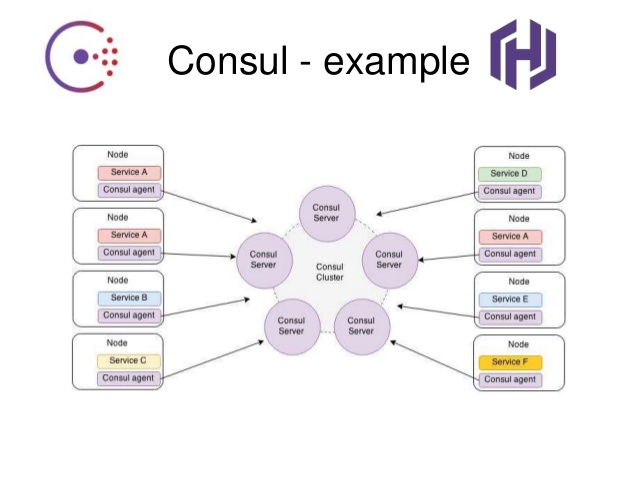 Consul - example
Node
Service A
Consul agent
Node
Service A
Consul agent
Node
Service B
Consul agent
Node
Service C
Consul agent
Consul
Server
Consul
Server
Consul
Server
Consul
Cluster
Consul
Server
Consul
Server
Node
Service D
Consul agent
Node
Service A
Consul agent
Node
Service E
Consul agent
Node
Service F
Consul agent